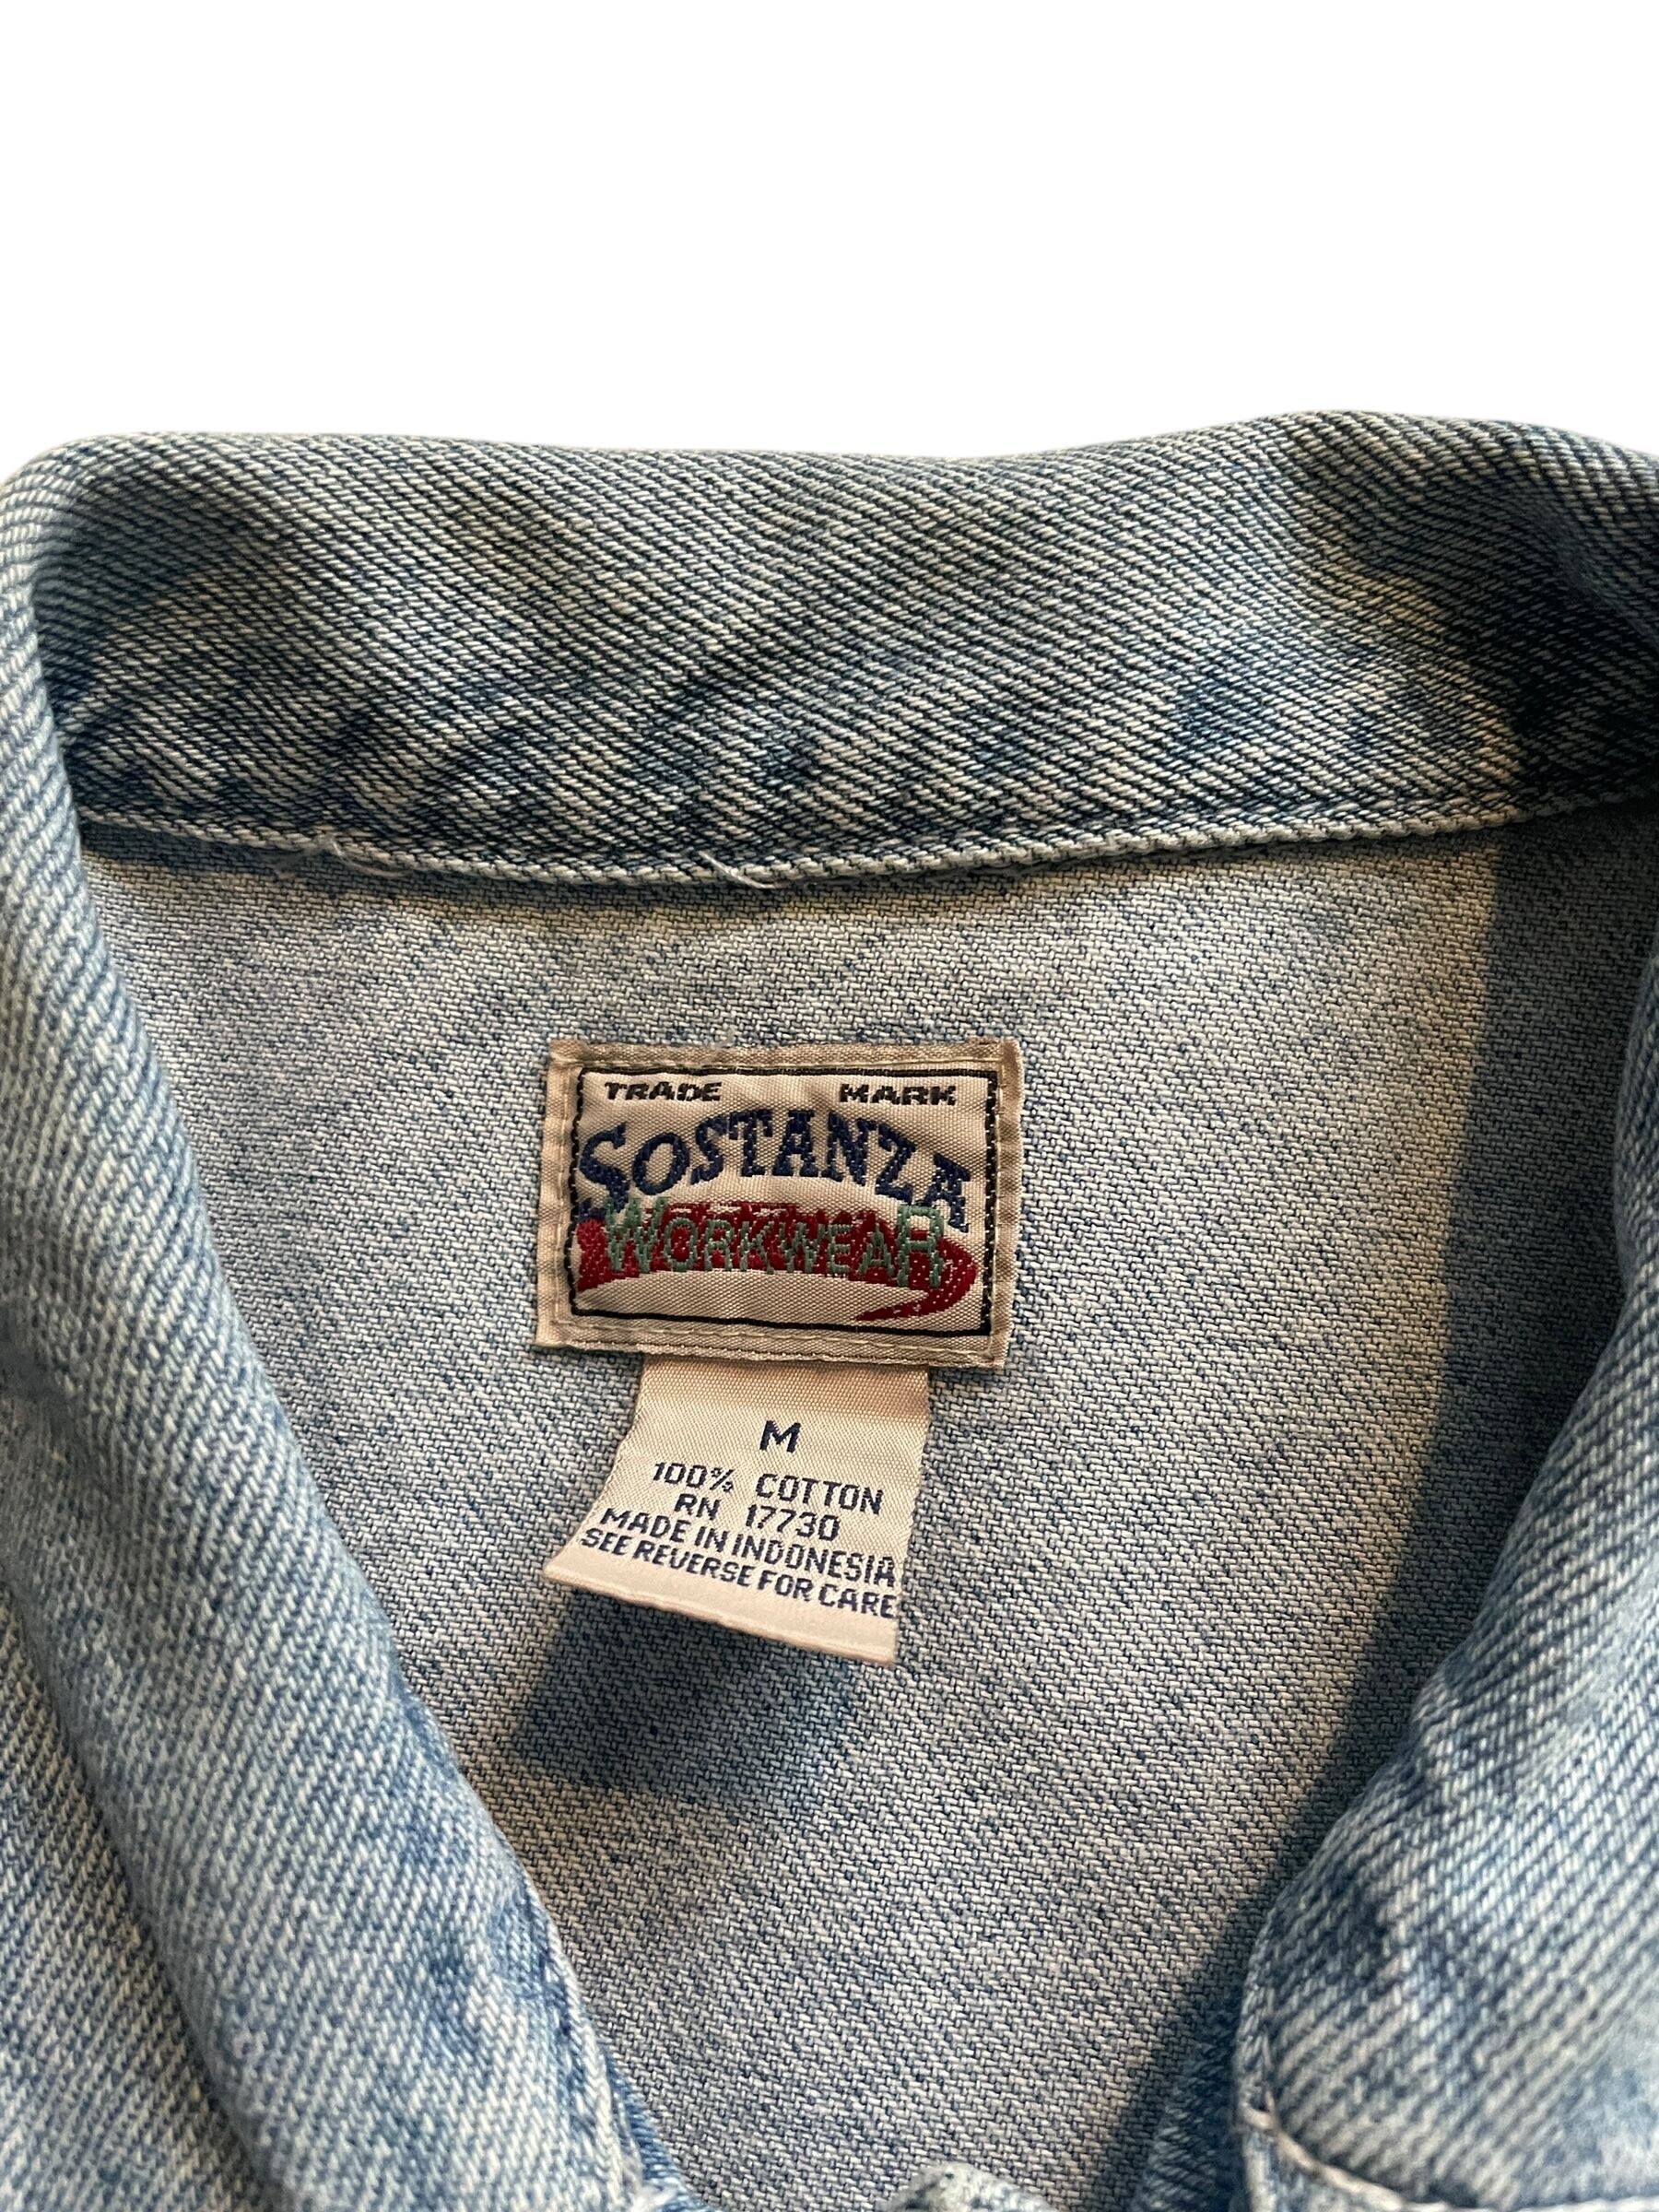 TRADE MARK
SOSTANZA
WORKWEAR
M
100% COTTON
RN 17730
MADE IN INDONESIA
SEE REVERSE FOR CARE